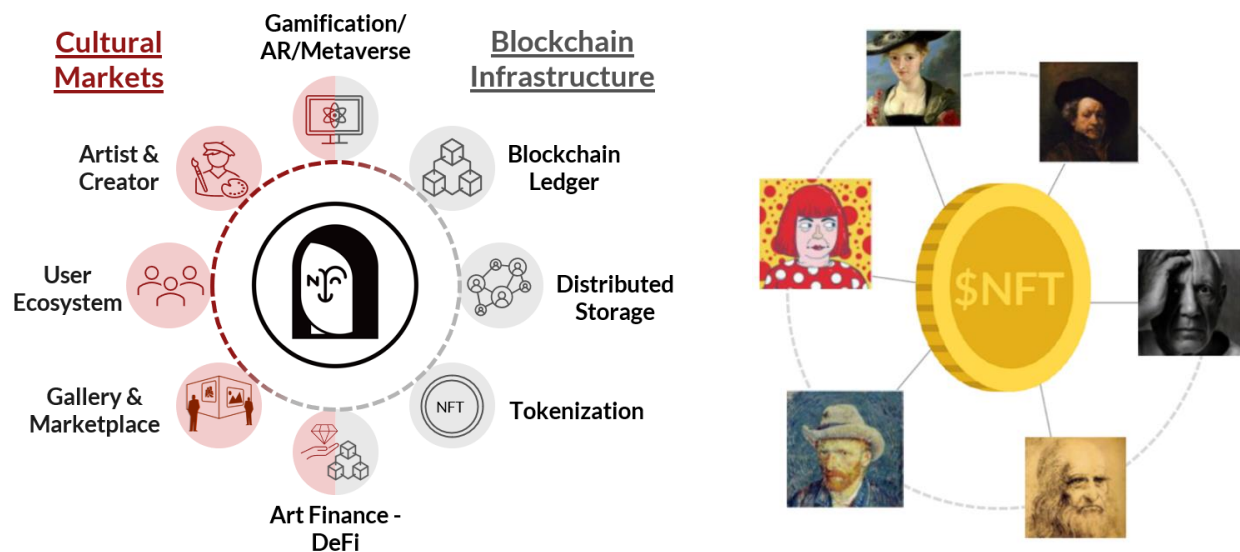 Cultural
Markets
Gamification/
AR/Metaverse
Blockchain
Infrastructure
Artist &
Creator
Blockchain
Ledger
User
Ecosystem
Distributed
Storage
Gallery &
Marketplace
NFT
Tokenization
Art Finance -
DeFi
$NFT